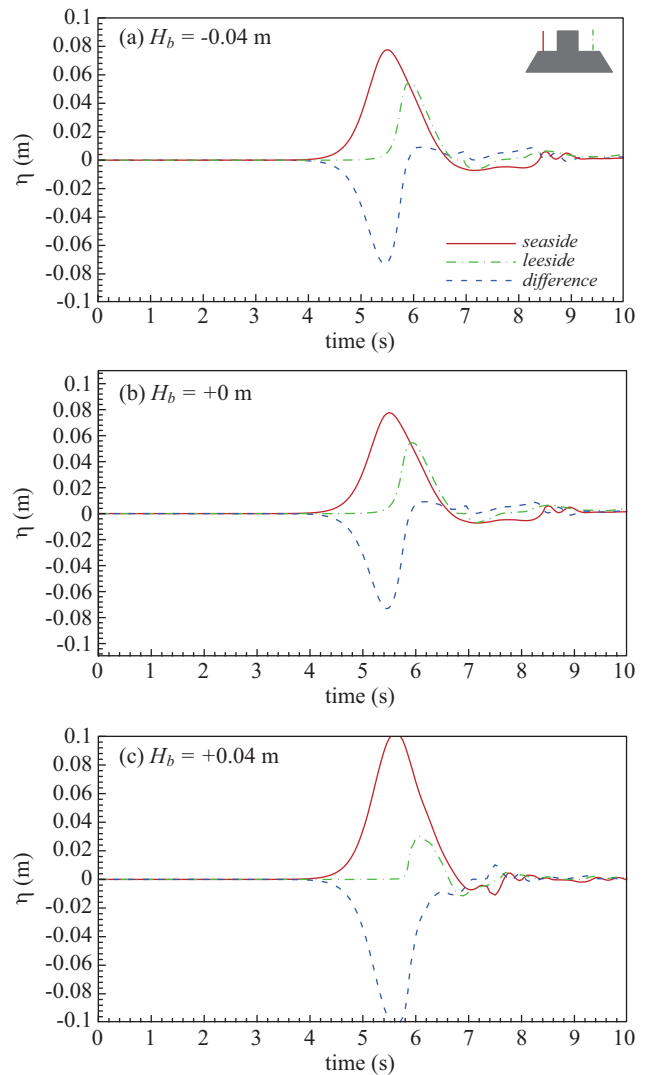 0.1
(a) H_b = -0.04 m
0.08
0.06
0.04
0.02
0
-0.02
-0.04
-0.06
-0.08
-0.1
η (m)
seaside
leeside
difference
0 1 2 3 4 5 6 7 8 9 10
time (s)
0.1
(b) H_b = +0 m
0.08
0.06
0.04
0.02
0
-0.02
-0.04
-0.06
-0.08
-0.1
η (m)
0 1 2 3 4 5 6 7 8 9 10
time (s)
0.1
(c) H_b = +0.04 m
0.08
0.06
0.04
0.02
0
-0.02
-0.04
-0.06
-0.08
-0.1
η (m)
0 1 2 3 4 5 6 7 8 9 10
time (s)